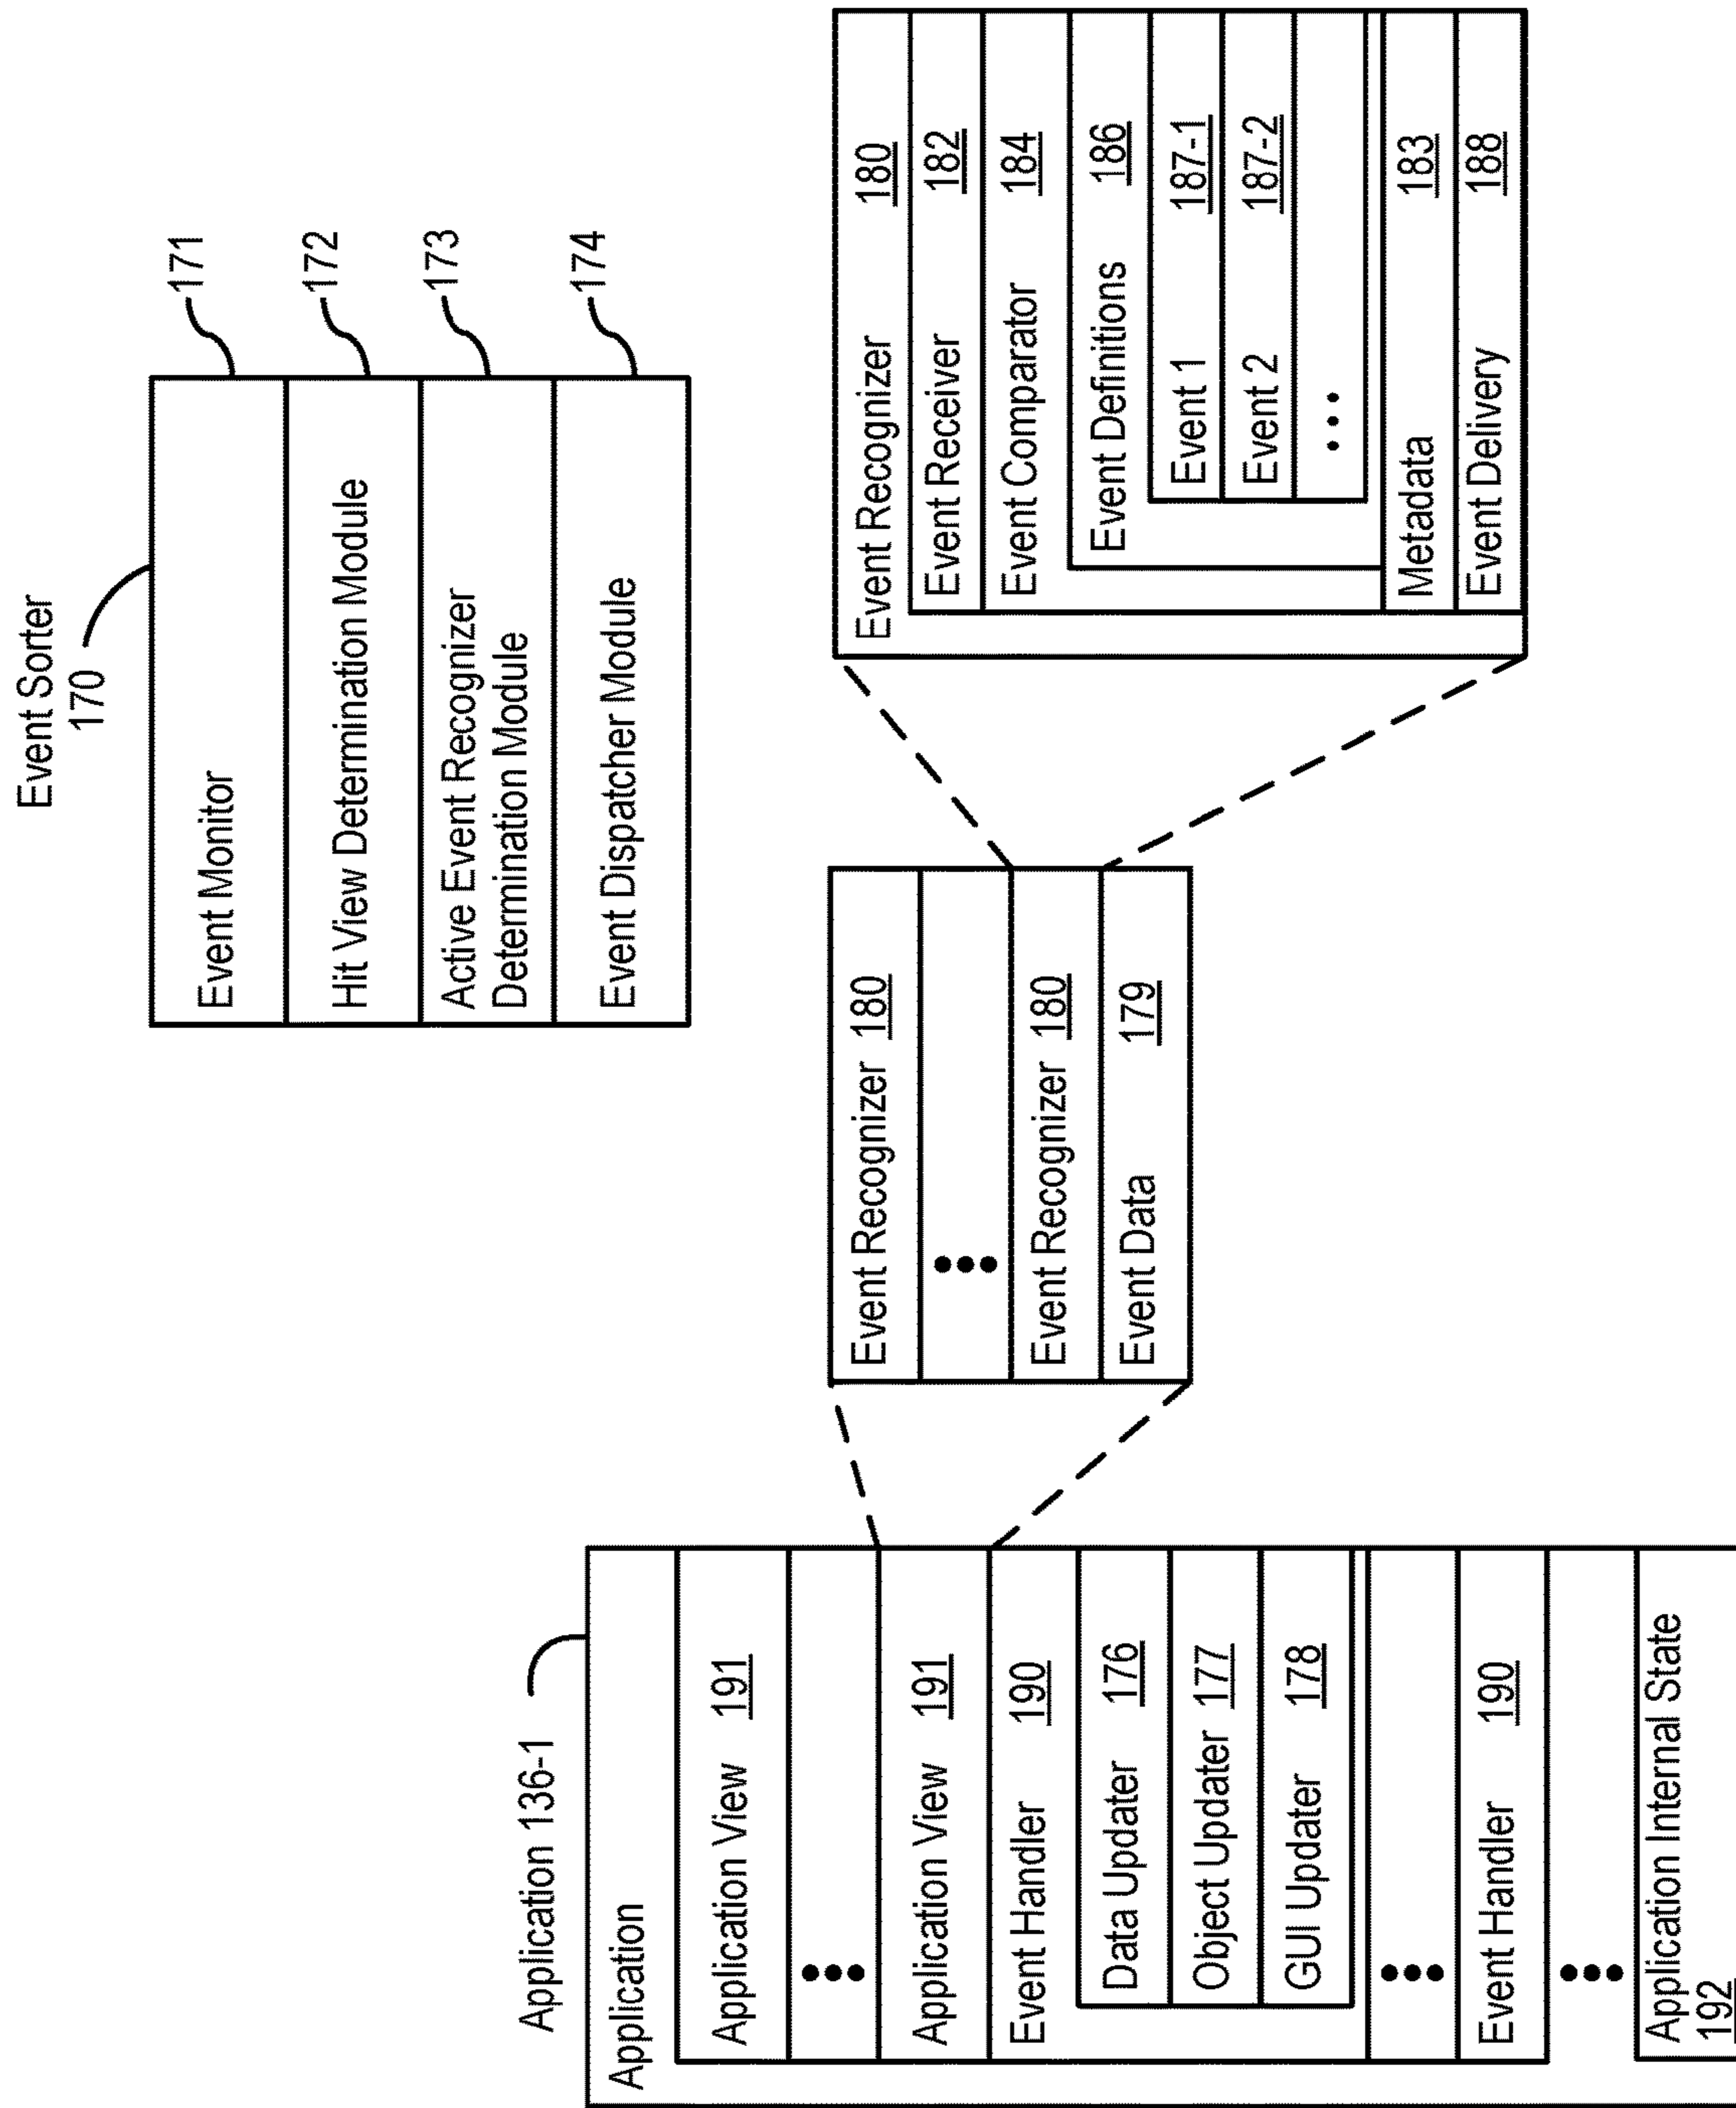 Event Sorter
170
Event Monitor
171
Hit View Determination Module
172
Active Event Recognizer
Determination Module
173
Event Dispatcher Module
174
Application 136-1
Application
Application View 191
•••
Application View 191
Event Handler 190
Data Updater 176
Object Updater 177
GUI Updater 178
•••
Event Handler 190
•••
Application Internal State
192
Event Recognizer 180
•••
Event Recognizer 180
Event Data 179
Event Recognizer 180
Event Receiver 182
Event Comparator 184
Event Definitions 186
Event 1 187-1
Event 2 187-2
•••
Metadata 183
Event Delivery 188